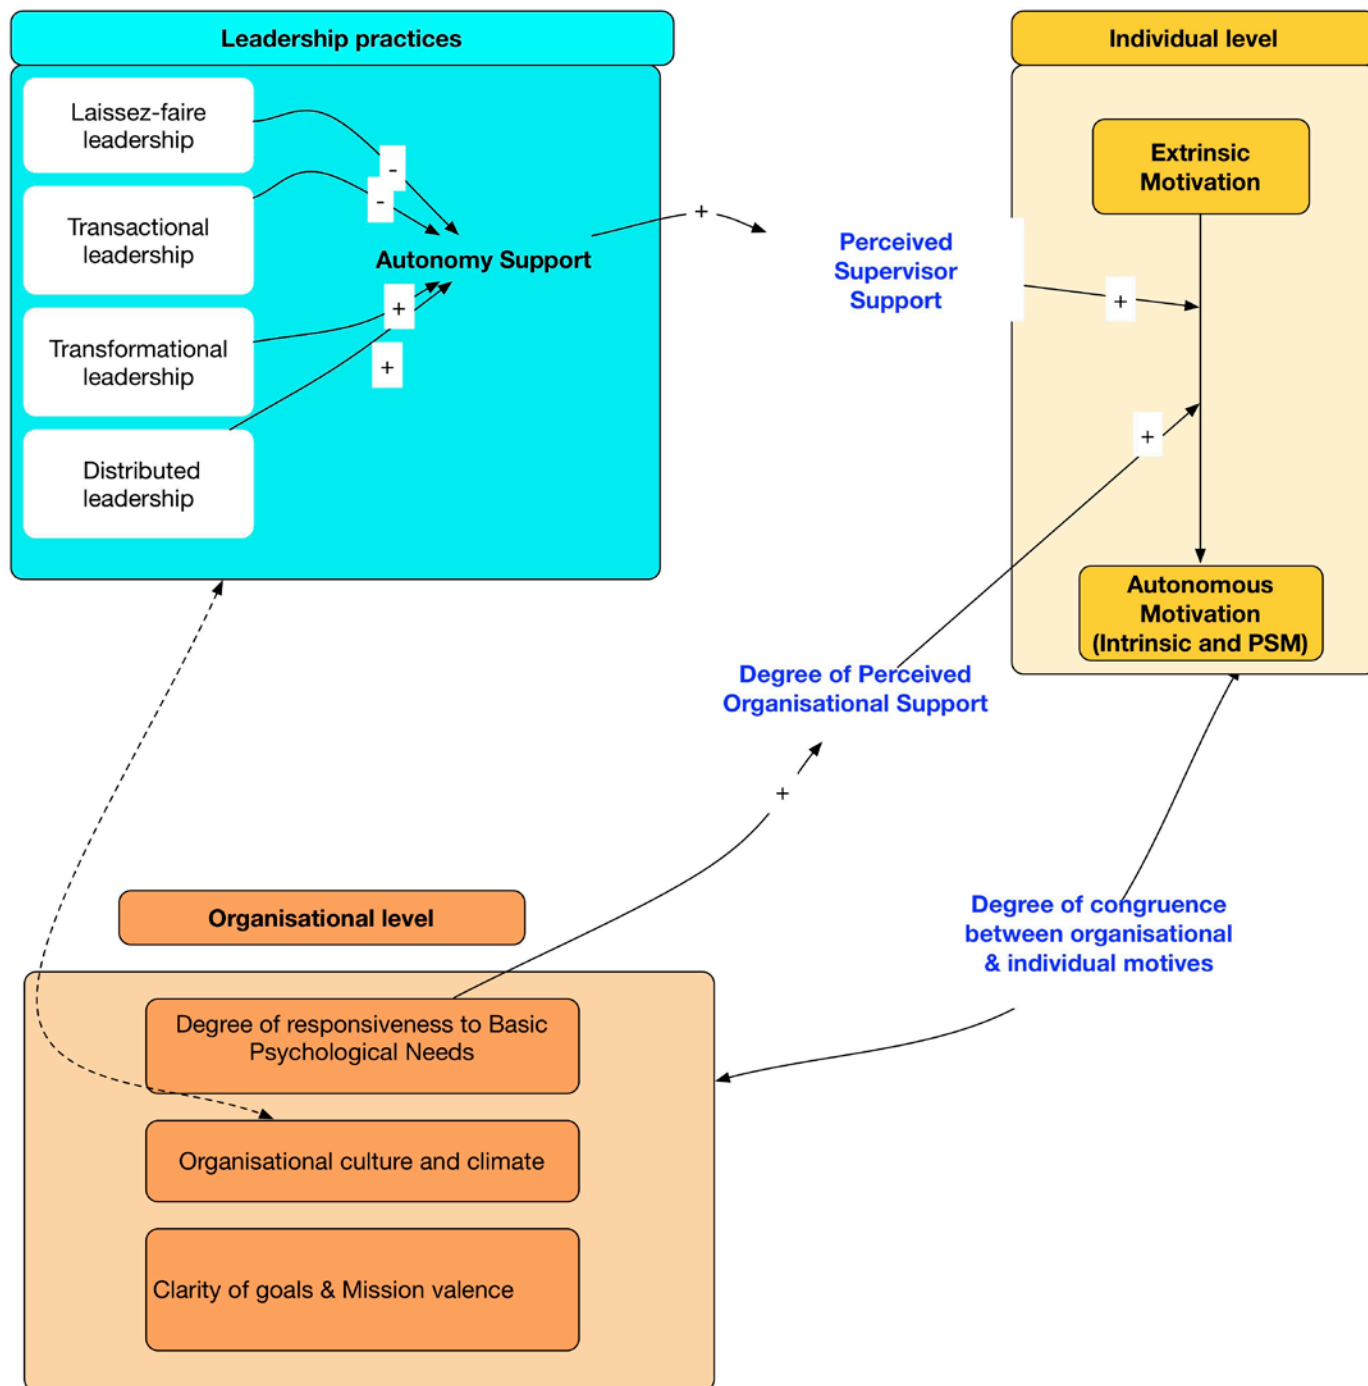 Leadership practices
Individual level
Laissez-faire
leadership
-
Transactional
leadership
-
Autonomy Support
Transformational
leadership
+
+
Distributed
leadership
+
Perceived
Supervisor
Support
Extrinsic
Motivation
+
+
Autonomous
Motivation
(Intrinsic and PSM)
Degree of Perceived
Organisational Support
+
Degree of congruence
between organisational
& individual motives
Organisational level
Degree of responsiveness to Basic
Psychological Needs
Organisational culture and climate
Clarity of goals & Mission valence